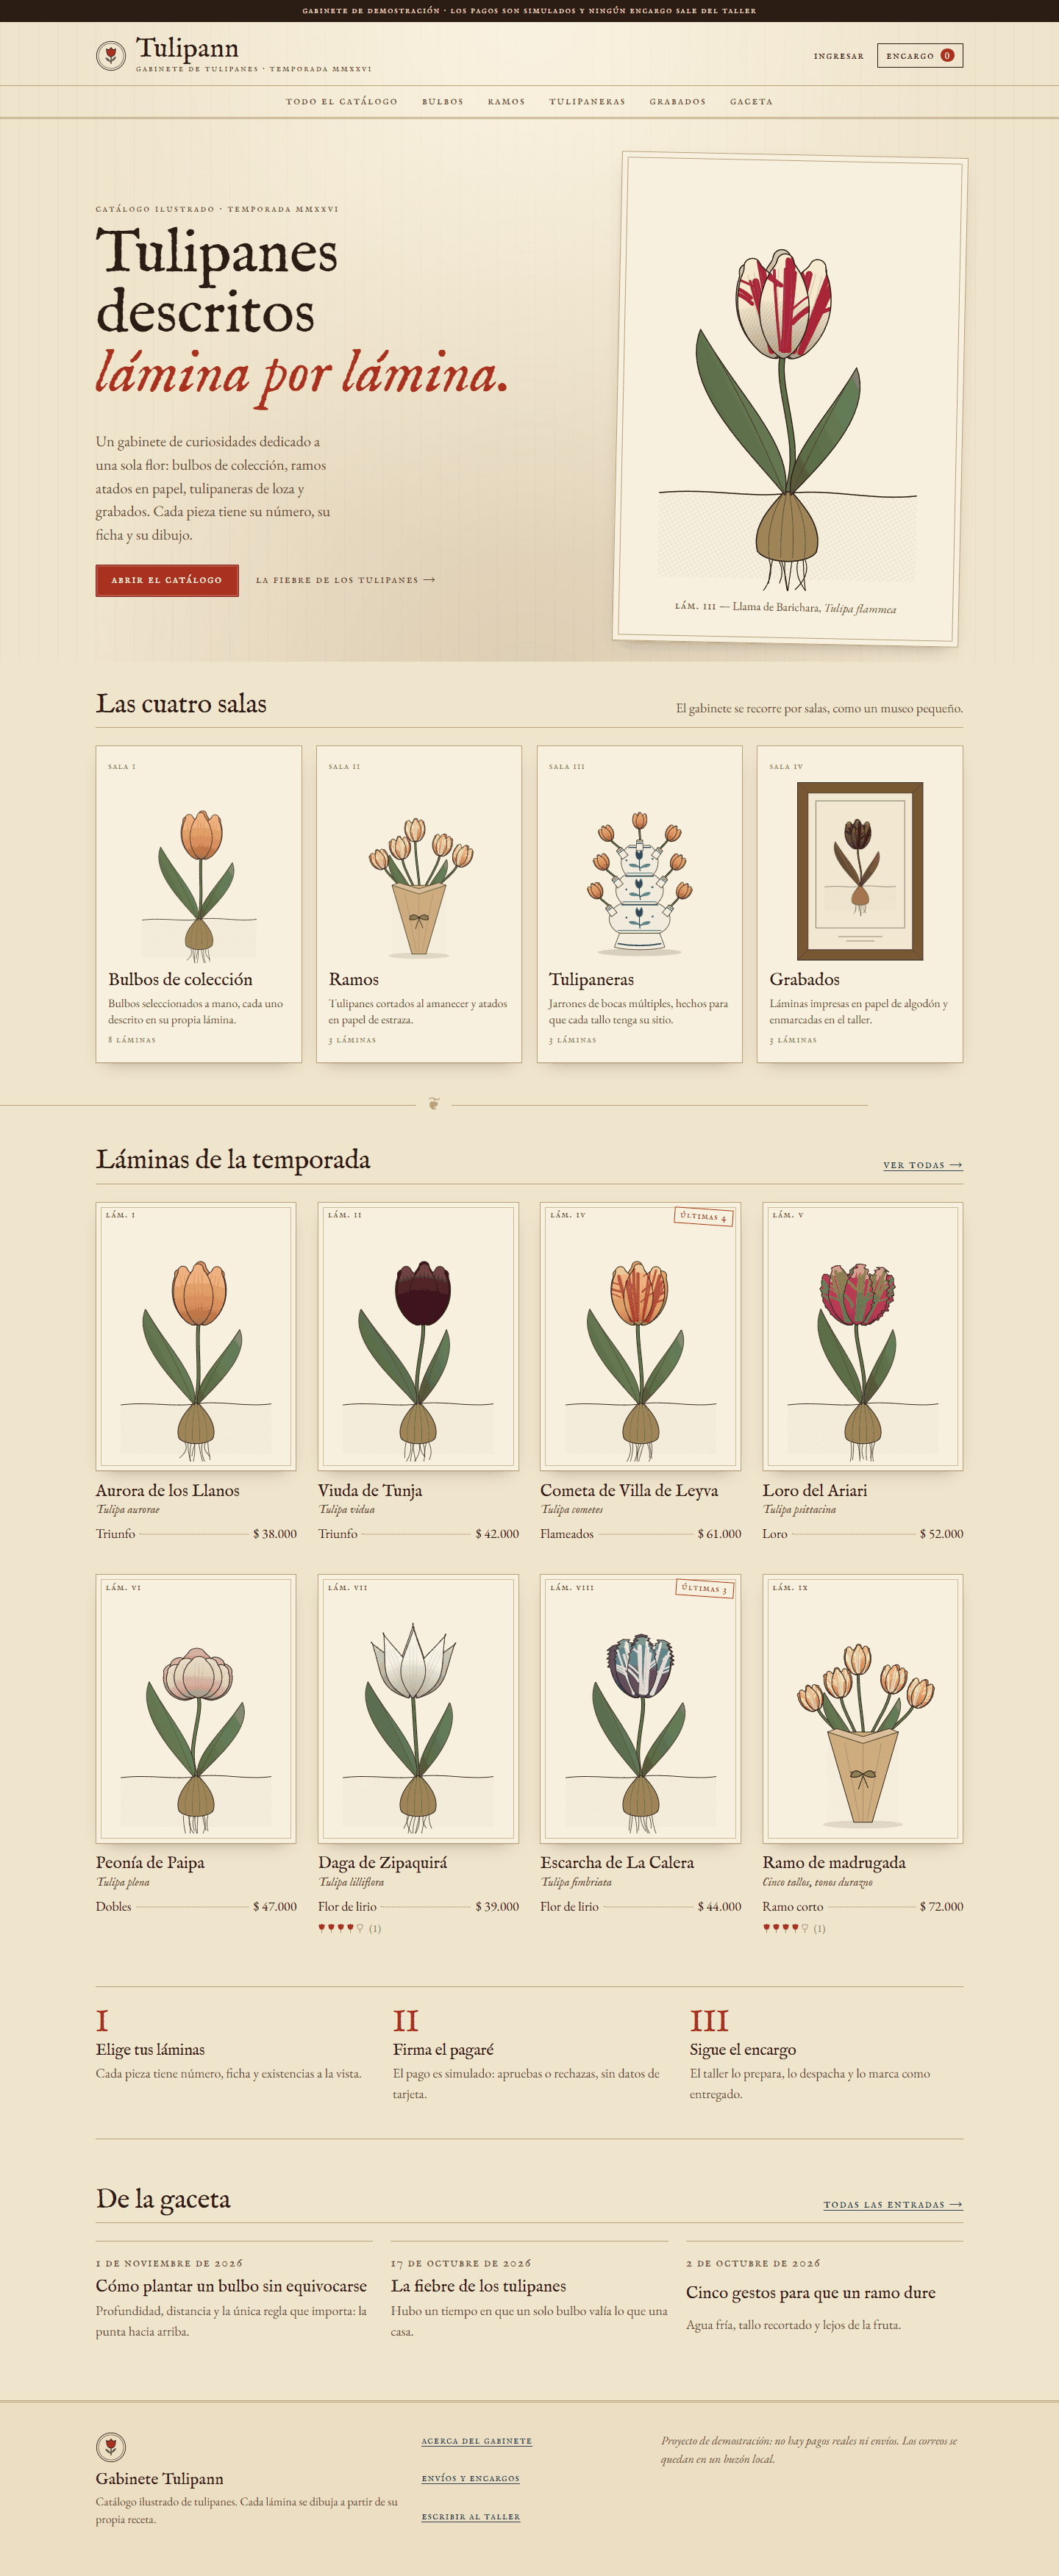 GABINETE DE DEMOSTRACIÓN · LOS PAGOS SON SIMULADOS Y NINGÚN ENCARGO SALE DEL TALLER
Tulipann
GABINETE DE TULIPANES · TEMPORADA MMXXVI
INGRESAR
ENCARGO 0
TODO EL CATÁLOGO BULBOS RAMOS TULIPANERAS GRABADOS GACETA
CATÁLOGO ILUSTRADO · TEMPORADA MMXXVI
Tulipanes
descritos
lámina por lámina.
Un gabinete de curiosidades dedicado a
una sola flor: bulbos de colección, ramos
atados en papel, tulipaneras de loza y
grabados. Cada pieza tiene su número, su
ficha y su dibujo.
ABRIR EL CATÁLOGO
LA FIEBRE DE LOS TULIPANES →
LÁM. III — Llama de Barichara, Tulipa flammea
Las cuatro salas
El gabinete se recorre por salas, como un museo pequeño.
SALA I
Bulbos de colección
Bulbos seleccionados a mano, cada uno
descrito en su propia lámina.
8 LÁMINAS
SALA II
Ramos
Tulipanes cortados al amanecer y atados
en papel de estraza.
3 LÁMINAS
SALA III
Tulipaneras
Jarrones de bocas múltiples, hechos para
que cada tallo tenga su sitio.
3 LÁMINAS
SALA IV
Grabados
Láminas impresas en papel de algodón y
enmarcadas en el taller.
3 LÁMINAS
Láminas de la temporada
VER TODAS →
LÁM. I
Aurora de los Llanos
Tulipa aurorae
Triunfo $ 38.000
LÁM. II
Viuda de Tunja
Tulipa vidua
Triunfo $ 42.000
LÁM. IV
ÚLTIMAS 4
Cometa de Villa de Leyva
Tulipa cometes
Flameados $ 61.000
LÁM. V
Loro del Ariari
Tulipa psittacina
Loro $ 52.000
LÁM. VI
Peonía de Paipa
Tulipa plena
Dobles $ 47.000
LÁM. VII
Daga de Zipaquirá
Tulipa liliiflora
Flor de lirio $ 39.000
(1)
LÁM. VIII
ÚLTIMAS 3
Escarcha de La Calera
Tulipa fimbriata
Flor de lirio $ 44.000
LÁM. IX
Ramo de madrugada
Cinco tallos, tonos durazno
Ramo corto $ 72.000
(1)
I
Elige tus láminas
Cada pieza tiene número, ficha y existencias a la vista.
II
Firma el pagaré
El pago es simulado: apruebas o rechazas, sin datos de
tarjeta.
III
Sigue el encargo
El taller lo prepara, lo despacha y lo marca como
entregado.
De la gaceta
TODAS LAS ENTRADAS →
1 DE NOVIEMBRE DE 2026
Cómo plantar un bulbo sin equivocarse
Profundidad, distancia y la única regla que importa: la
punta hacia arriba.
17 DE OCTUBRE DE 2026
La fiebre de los tulipanes
Hubo un tiempo en que un solo bulbo valía lo que una
casa.
2 DE OCTUBRE DE 2026
Cinco gestos para que un ramo dure
Agua fría, tallo recortado y lejos de la fruta.
Gabinete Tulipann
Catálogo ilustrado de tulipanes. Cada lámina se dibuja a partir de su
propia receta.
ACERCA DEL GABINETE
ENVÍOS Y ENCARGOS
ESCRIBIR AL TALLER
Proyecto de demostración: no hay pagos reales ni envíos. Los correos se
quedan en un buzón local.